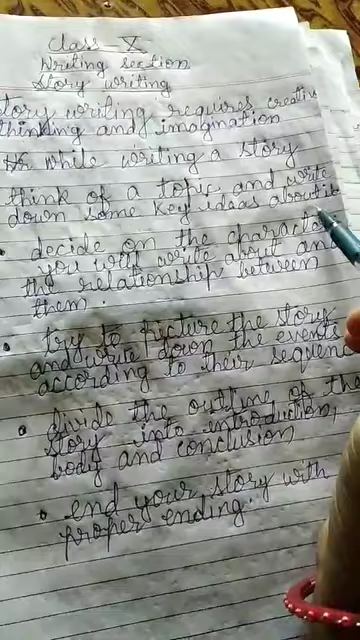 Class - X
Writing section
Story writing
tory writing requires creative
thinking and imagination
while writing a story
think of a topic and write
down some key ideas about it
• decide on the character
you will write about and
the relationship between
them.
• try to picture the story
and write down the events
according to their sequen
• divide the outline of the
story into introduction,
body and conclusion
• end your story with
proper ending.